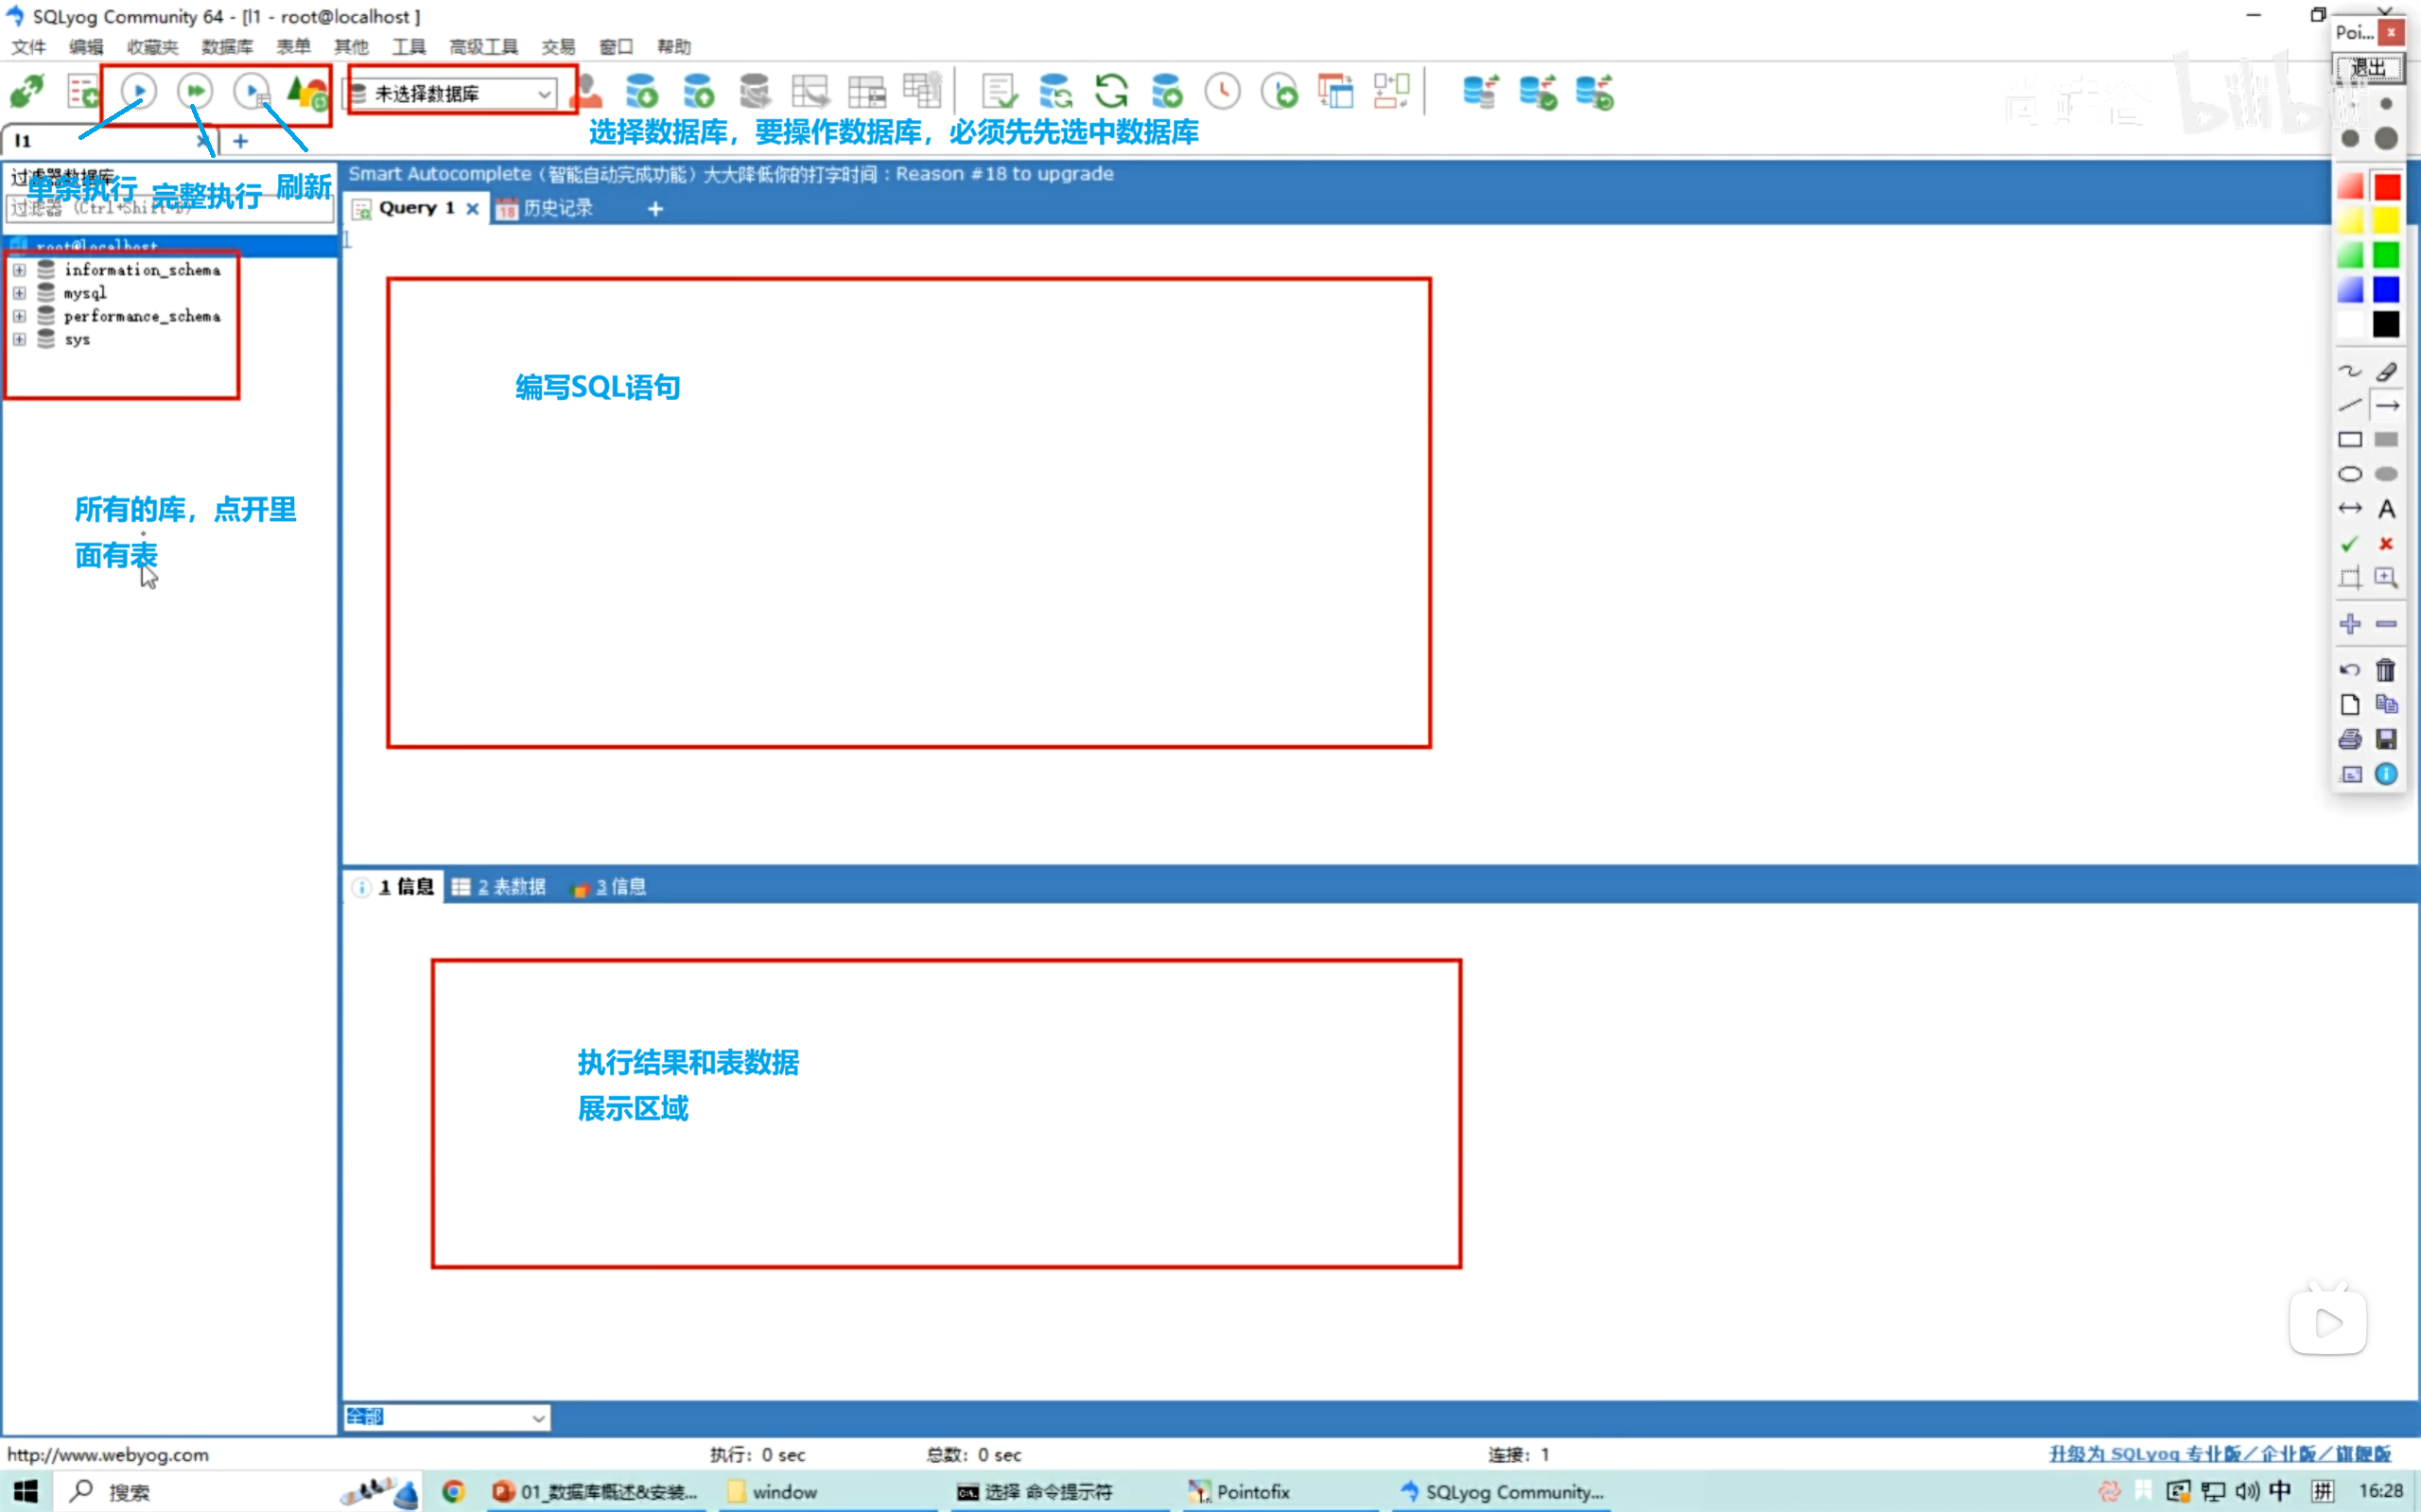 SQLyog Community 64 - [l1 - root@localhost ]
文件 编辑 收藏夹 数据库 表单 其他 工具 高级工具 交易 窗口 帮助
Poi...
退出
未选择数据库
选择数据库，要操作数据库，必须先先选中数据库
l1
过滤器数据库
单条执行 完整执行 刷新
过滤器 (Ctrl+Shift+B)
Smart Autocomplete（智能自动完成功能）大大降低你的打字时间：Reason #18 to upgrade
Query 1 18 历史记录
root@localhost
1
information_schema
mysql
performance_schema
sys
编写SQL语句
所有的库，点开里
面有表
1 信息 2 表数据 3 信息
执行结果和表数据
展示区域
全部
http://www.webyog.com 执行：0 sec 总数：0 sec 连接：1 升级为 SQLyog 专业版／企业版／旗舰版
搜索 01_数据库概述&安装... window 选择 命令提示符 Pointofix SQLyog Community... 中 拼 16:28
尚硅谷 bilibili